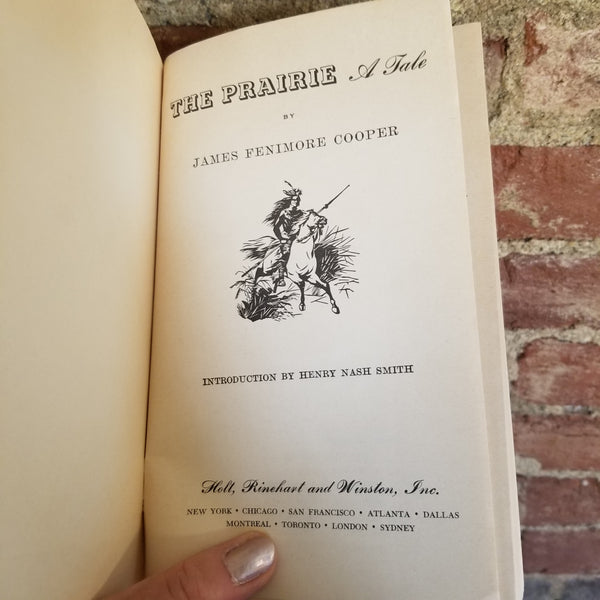 THE PRAIRIE A Tale
BY
JAMES FENIMORE COOPER
INTRODUCTION BY HENRY NASH SMITH
Holt, Rinehart and Winston, Inc.
NEW YORK • CHICAGO • SAN FRANCISCO • ATLANTA • DALLAS
MONTREAL • TORONTO • LONDON • SYDNEY